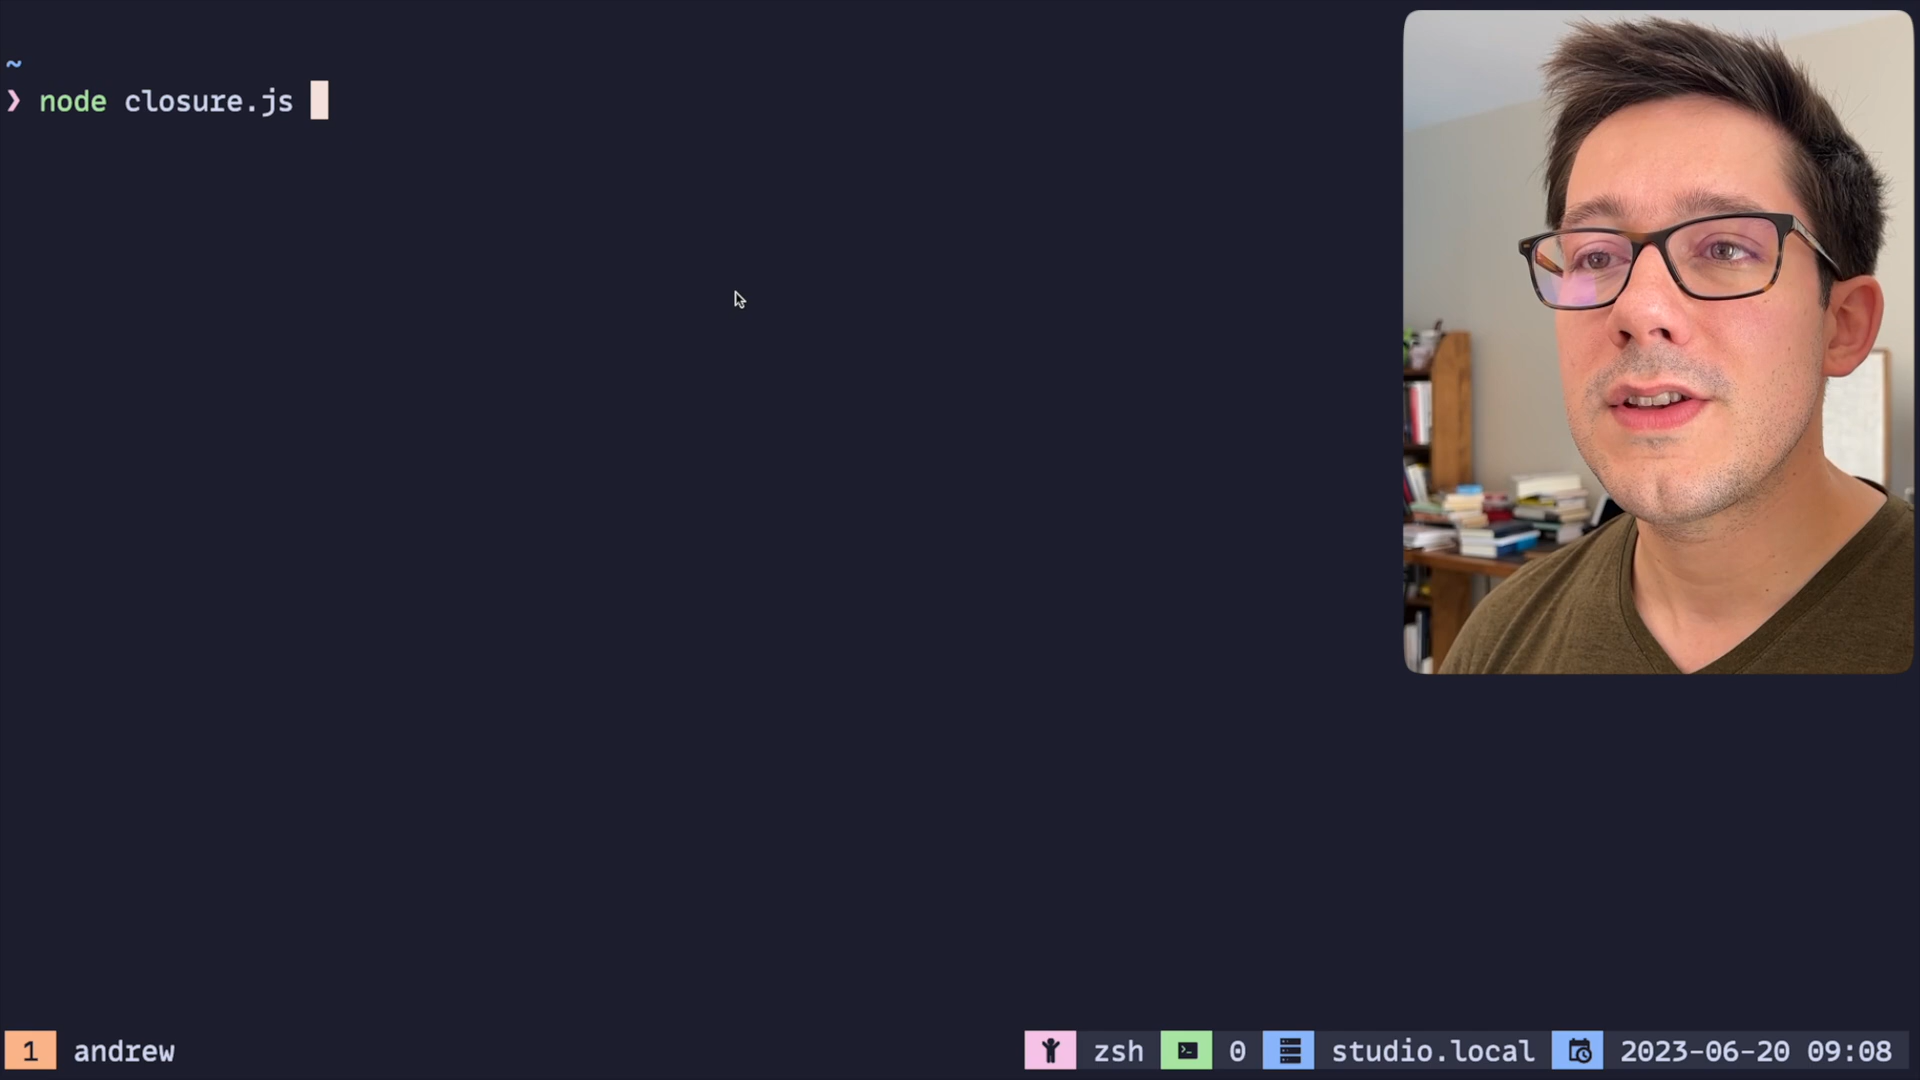 ~
❯ node closure.js
1 andrew zsh 0 studio.local 2023-06-20 09:08